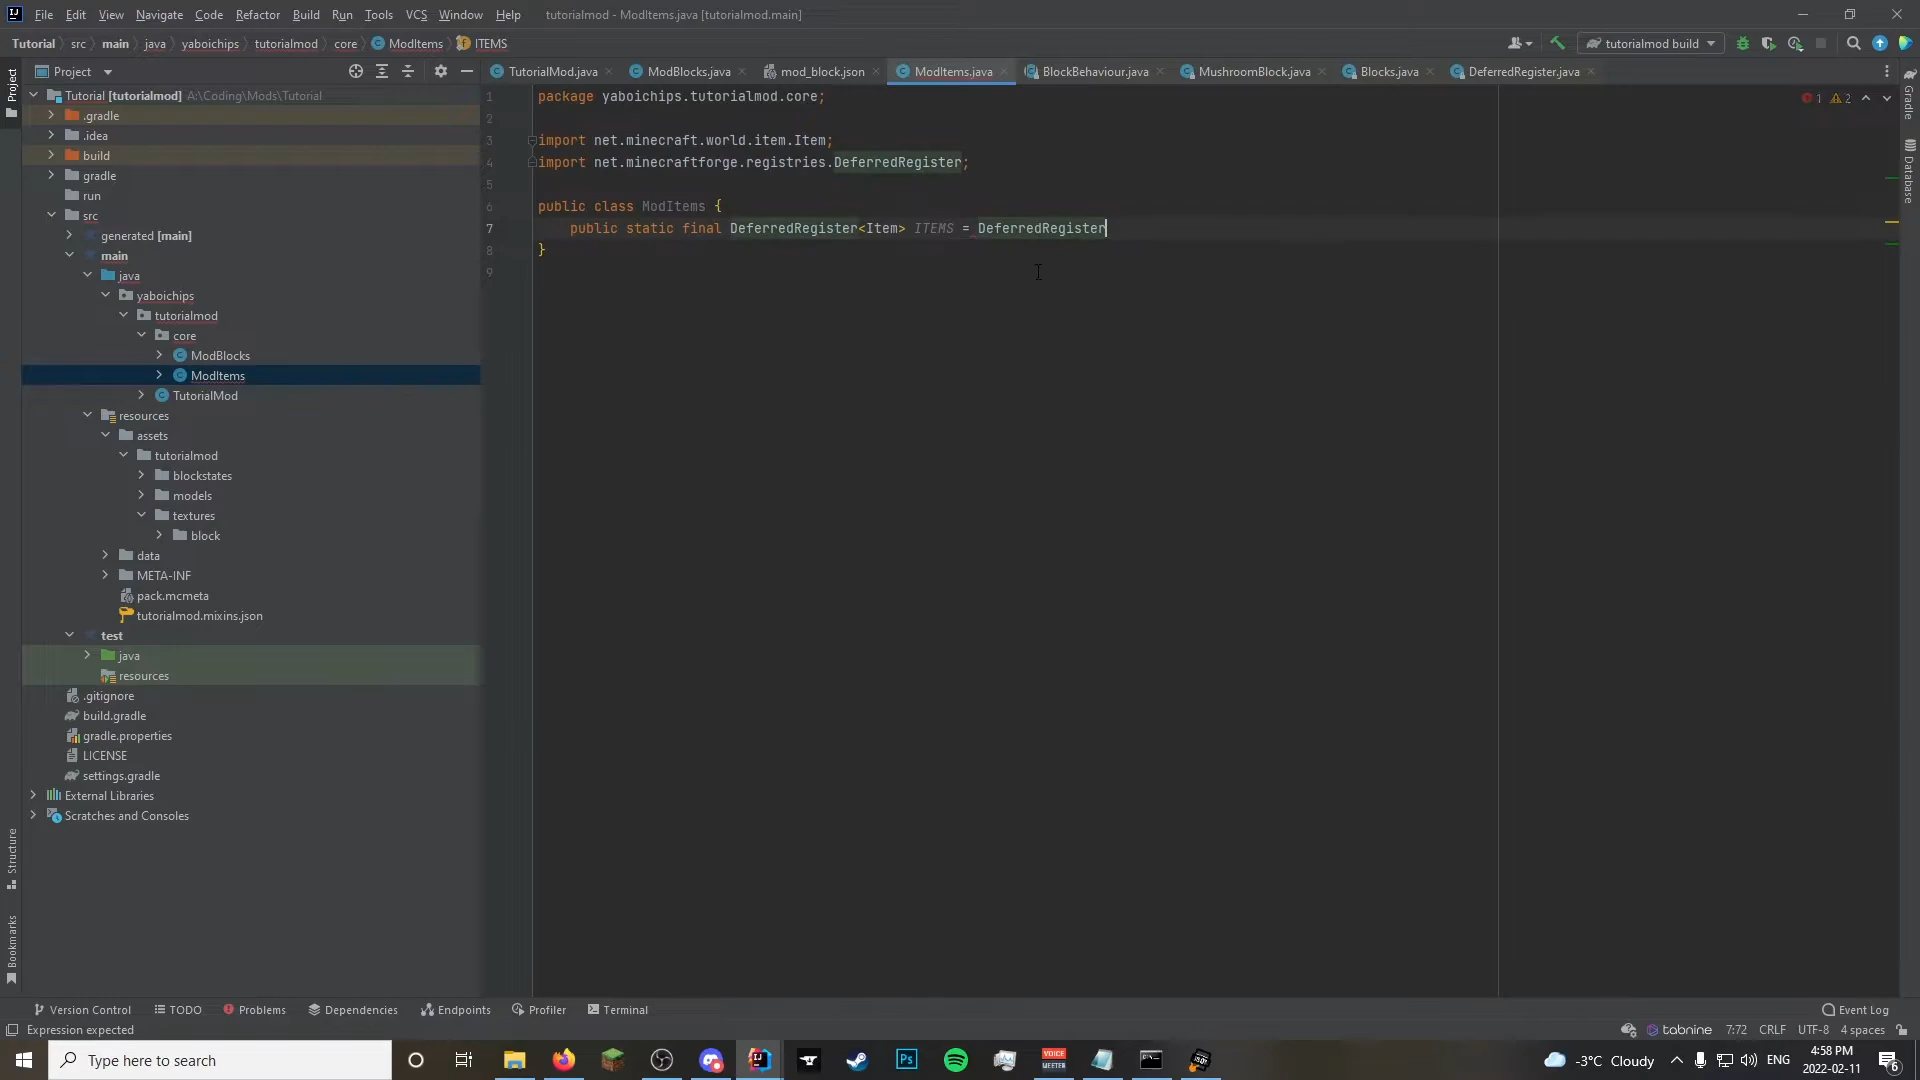 File Edit View Navigate Code Refactor Build Run Tools VCS Window Help tutorialmod - ModItems.java [tutorialmod.main]
Tutorial src main java yaboichips tutorialmod core ModItems ITEMS tutorialmod build
Project TutorialMod.java ModBlocks.java mod_block.json ModItems.java BlockBehaviour.java MushroomBlock.java Blocks.java DeferredRegister.java
Project
Gradle
Database
Structure
Bookmarks
Tutorial [tutorialmod] A:\Coding\Mods\Tutorial
.gradle
.idea
build
gradle
run
src
generated [main]
main
java
yaboichips
tutorialmod
core
ModBlocks
ModItems
TutorialMod
resources
assets
tutorialmod
blockstates
models
textures
block
data
META-INF
pack.mcmeta
tutorialmod.mixins.json
test
java
resources
.gitignore
build.gradle
gradle.properties
LICENSE
settings.gradle
External Libraries
Scratches and Consoles
1 package yaboichips.tutorialmod.core; 1 2
2
3 import net.minecraft.world.item.Item;
4 import net.minecraftforge.registries.DeferredRegister;
5
6 public class ModItems {
7 public static final DeferredRegister<Item> ITEMS = DeferredRegister
8 }
9
Version Control TODO Problems Dependencies Endpoints Profiler Terminal Event Log
Expression expected tabnine 7:72 CRLF UTF-8 4 spaces
Type here to search VOICE MEETER -3°C Cloudy ENG 4:58 PM
2022-02-11 6